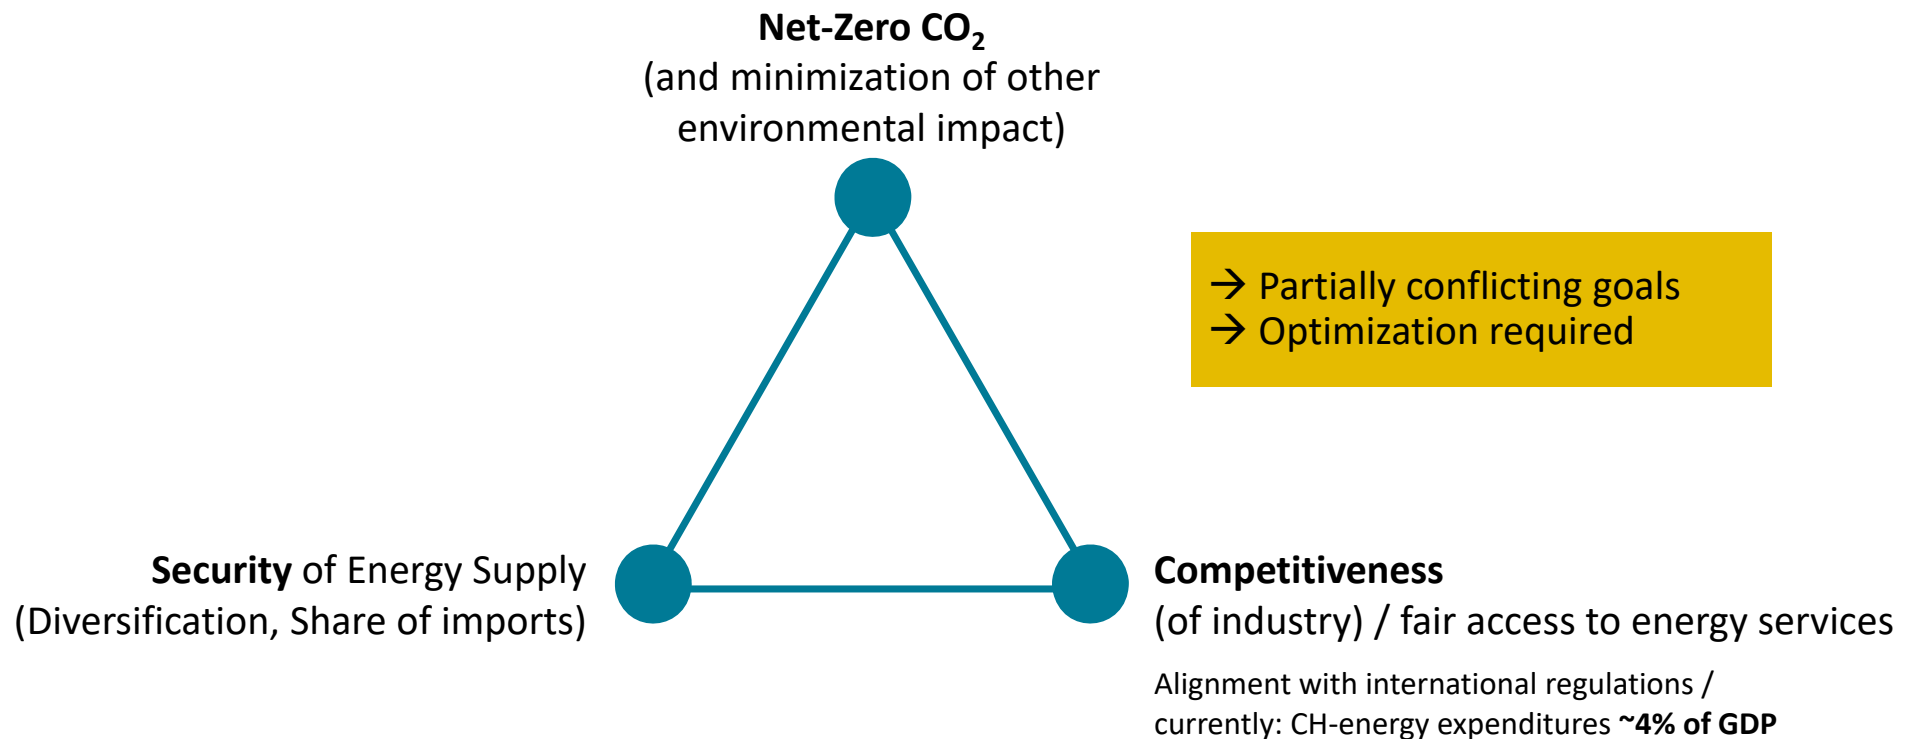 Net-Zero CO₂
(and minimization of other
environmental impact)
→ Partially conflicting goals
→ Optimization required
Security of Energy Supply
(Diversification, Share of imports)
Competitiveness
(of industry) / fair access to energy services
Alignment with international regulations /
currently: CH-energy expenditures ~4% of GDP